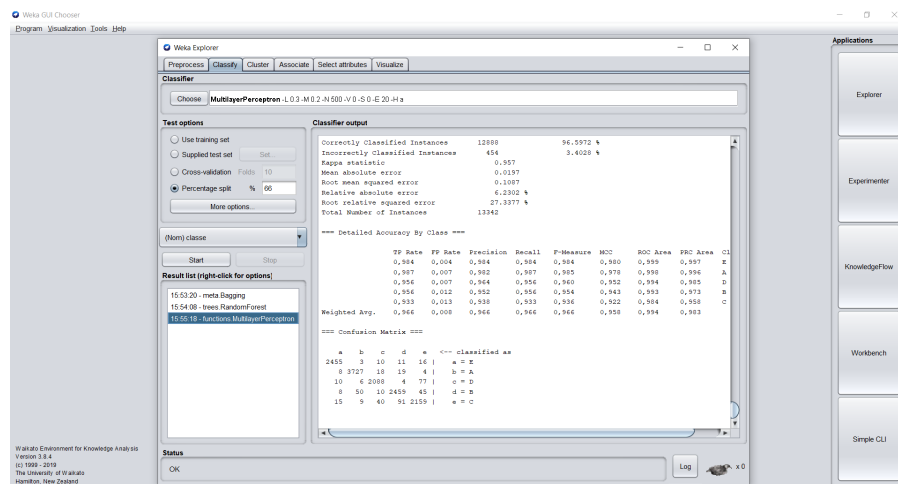 Weka GUI Chooser
Program Visualization Tools Help
Applications
Weka Explorer
Preprocess Classify Cluster Associate Select attributes Visualize
Classifier
Choose MultilayerPerceptron -L 0.3 -M 0.2 -N 500 -V 0 -S 0 -E 20 -H a
Test options
Use training set
Supplied test set Set...
Cross-validation Folds 10
Percentage split % 66
More options...
(Nom) classe
Start Stop
Result list (right-click for options)
15:53:20 - meta.Bagging
15:54:08 - trees.RandomForest
15:55:18 - functions.MultilayerPerceptron
Classifier output
Correctly Classified Instances 12888 96.5972 %
Incorrectly Classified Instances 454 3.4028 %
Kappa statistic 0.957
Mean absolute error 0.0197
Root mean squared error 0.1087
Relative absolute error 6.2302 %
Root relative squared error 27.3377 %
Total Number of Instances 13342
=== Detailed Accuracy By Class ===
TP Rate FP Rate Precision Recall F-Measure MCC ROC Area PRC Area Cl
0,984 0,004 0,984 0,984 0,984 0,980 0,999 0,997 E
0,987 0,007 0,982 0,987 0,985 0,978 0,998 0,996 A
0,956 0,007 0,964 0,956 0,960 0,952 0,994 0,985 D
0,956 0,012 0,952 0,956 0,954 0,943 0,993 0,973 B
0,933 0,013 0,938 0,933 0,936 0,922 0,984 0,958 C
Weighted Avg. 0,966 0,008 0,966 0,966 0,966 0,958 0,994 0,983
=== Confusion Matrix ===
a b c d e <-- classified as
2455 3 10 11 16 | a = E
8 3727 18 19 4 | b = A
10 6 2088 4 77 | c = D
8 50 10 2459 45 | d = B
15 9 40 91 2159 | e = C
Status
OK
Log x 0
Explorer
Experimenter
KnowledgeFlow
Workbench
Simple CLI
Waikato Environment for Knowledge Analysis
Version 3.8.4
(c) 1999 - 2019
The University of Waikato
Hamilton, New Zealand